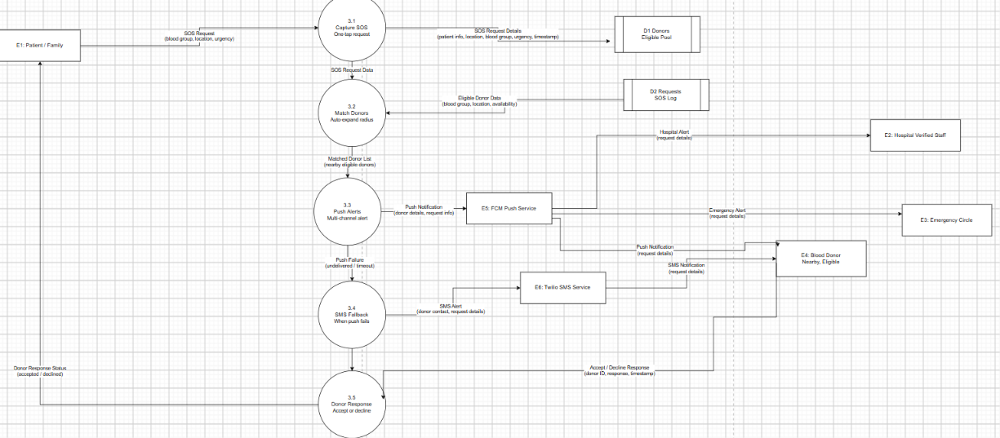 3.1
Capture SOS
One-tap request
E1: Patient / Family
SOS Request
(blood group, location, urgency)
SOS Request Details
(patient info, location, blood group, urgency, timestamp)
D1 Donors
Eligible Pool
SOS Request Data
3.2
Match Donors
Auto-expand radius
Eligible Donor Data
(blood group, location, availability)
D2 Requests
SOS Log
Hospital Alert
(request details)
E2: Hospital Verified Staff
Matched Donor List
(nearby eligible donors)
3.3
Push Alerts
Multi-channel alert
Push Notification
(donor details, request info)
E5: FCM Push Service
Emergency Alert
(request details)
E3: Emergency Circle
Push Notification
(request details)
E4: Blood Donor
Nearby, Eligible
Push Failure
(undelivered / timeout)
SMS Notification
(request details)
E6: Twilio SMS Service
3.4
SMS Fallback
When push fails
SMS Alert
(donor contact, request details)
Donor Response Status
(accepted / declined)
Accept / Decline Response
(donor ID, response, timestamp)
3.5
Donor Response
Accept or decline